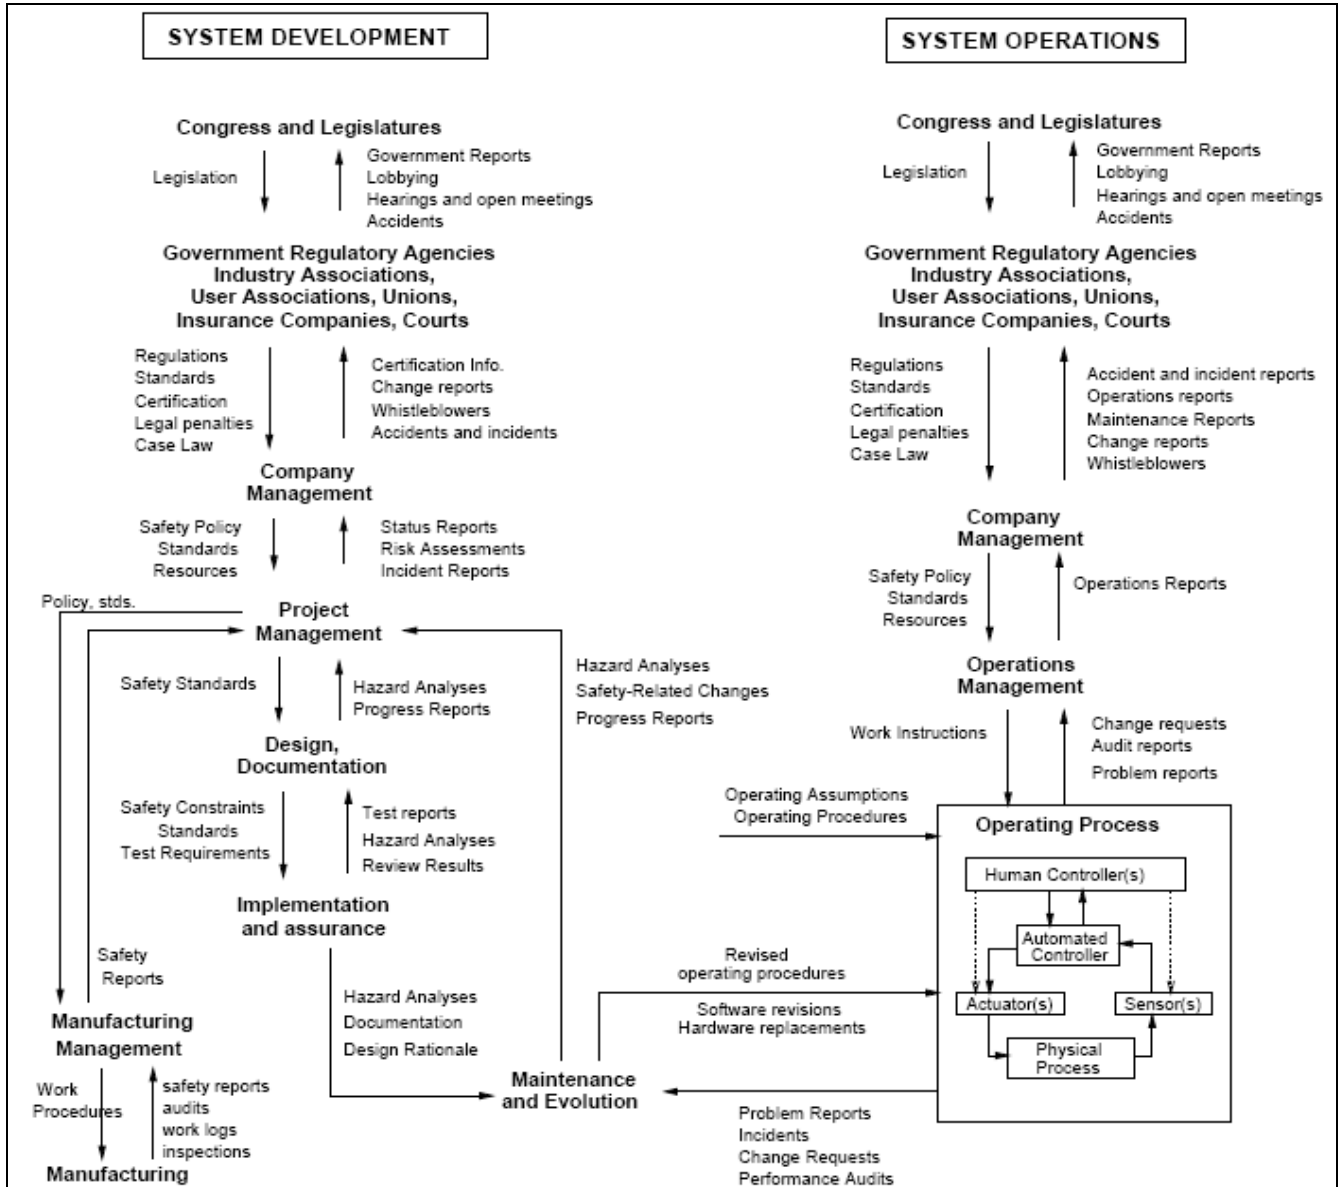 SYSTEM DEVELOPMENT
Congress and Legislatures
Legislation
Government Reports
Lobbying
Hearings and open meetings
Accidents
Government Regulatory Agencies
Industry Associations,
User Associations, Unions,
Insurance Companies, Courts
Regulations
Standards
Certification
Legal penalties
Case Law
Certification Info.
Change reports
Whistleblowers
Accidents and incidents
Company
Management
Safety Policy
Standards
Resources
Status Reports
Risk Assessments
Incident Reports
Policy, stds.
Project
Management
Safety Standards
Hazard Analyses
Progress Reports
Hazard Analyses
Safety-Related Changes
Progress Reports
Design,
Documentation
Safety Constraints
Standards
Test Requirements
Test reports
Hazard Analyses
Review Results
Implementation
and assurance
Safety
Reports
Hazard Analyses
Documentation
Design Rationale
Manufacturing
Management
Work
Procedures
safety reports
audits
work logs
inspections
Manufacturing
Maintenance
and Evolution
SYSTEM OPERATIONS
Congress and Legislatures
Legislation
Government Reports
Lobbying
Hearings and open meetings
Accidents
Government Regulatory Agencies
Industry Associations,
User Associations, Unions,
Insurance Companies, Courts
Regulations
Standards
Certification
Legal penalties
Case Law
Accident and incident reports
Operations reports
Maintenance Reports
Change reports
Whistleblowers
Company
Management
Safety Policy
Standards
Resources
Operations Reports
Operations
Management
Work Instructions
Change requests
Audit reports
Problem reports
Operating Assumptions
Operating Procedures
Operating Process
Human Controller(s)
Automated
Controller
Actuator(s)
Sensor(s)
Physical
Process
Revised
operating procedures
Software revisions
Hardware replacements
Problem Reports
Incidents
Change Requests
Performance Audits